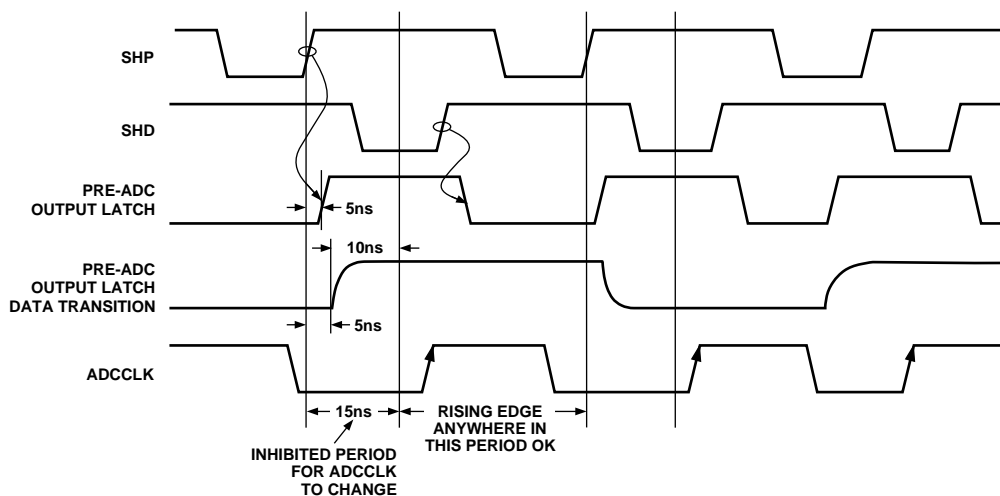 SHP
SHD
PRE-ADC
OUTPUT LATCH
5ns
10ns
PRE-ADC
OUTPUT LATCH
DATA TRANSITION
5ns
ADCCLK
15ns
RISING EDGE
ANYWHERE IN
THIS PERIOD OK
INHIBITED PERIOD
FOR ADCCLK
TO CHANGE